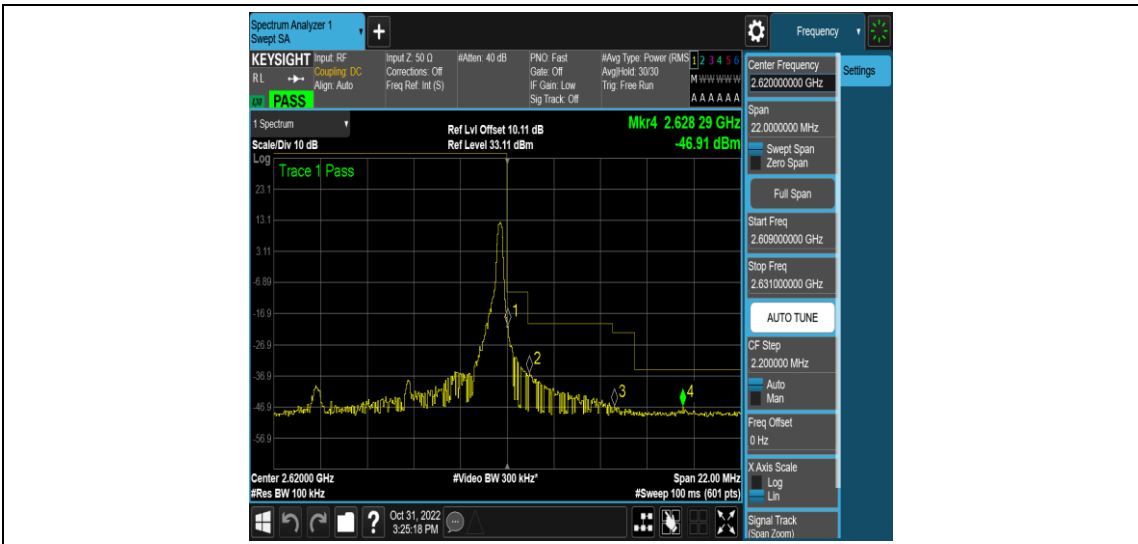 Spectrum Analyzer 1
Swept SA
+
Frequency
KEYSIGHT
RL
LXI
PASS
Input: RF
Coupling: DC
Align: Auto
Input Z: 50 Ω
Corrections: Off
Freq Ref: Int (S)
#Atten: 40 dB
PNO: Fast
Gate: Off
IF Gain: Low
Sig Track: Off
#Avg Type: Power (RMS
Avg|Hold: 30/30
Trig: Free Run
1 2 3 4 5 6
M W W W W W
A A A A A A
1 Spectrum
Scale/Div 10 dB
Ref Lvl Offset 10.11 dB
Ref Level 33.11 dBm
Mkr4 2.628 29 GHz
-46.91 dBm
Log
Trace 1 Pass
23.1
13.1
3.11
-6.89
-16.9
-26.9
-36.9
-46.9
-56.9
1
2
3
4
Center 2.62000 GHz
#Res BW 100 kHz
#Video BW 300 kHz*
Span 22.00 MHz
#Sweep 100 ms (601 pts)
?
Oct 31, 2022
3:25:18 PM
Center Frequency
2.620000000 GHz
Settings
Span
22.0000000 MHz
Swept Span
Zero Span
Full Span
Start Freq
2.609000000 GHz
Stop Freq
2.631000000 GHz
AUTO TUNE
CF Step
2.200000 MHz
Auto
Man
Freq Offset
0 Hz
X Axis Scale
Log
Lin
Signal Track
(Span Zoom)